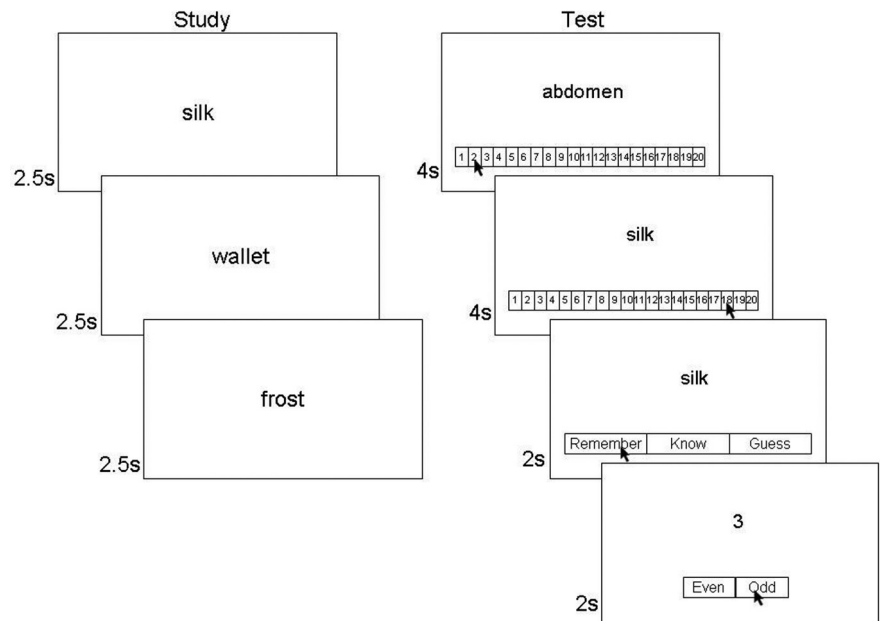 Study
silk
2.5s
wallet
2.5s
frost
2.5s
Test
abdomen
1 2 3 4 5 6 7 8 9 10 11 12 13 14 15 16 17 18 19 20
4s
silk
1 2 3 4 5 6 7 8 9 10 11 12 13 14 15 16 17 18 19 20
4s
silk
Remember Know Guess
2s
3
Even Odd
2s